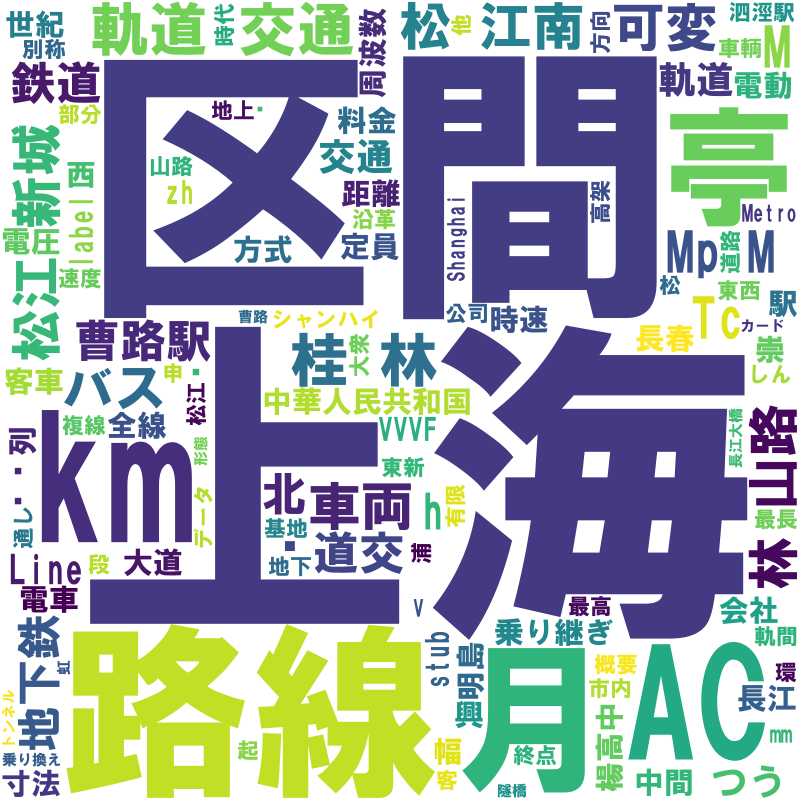 世紀
別称
軌道
時代
交通
周波数
松
他
江南
方向
可変
泗涇駅
車輌
M
鉄道
部分
地上
料金
軌道
電動
区間
新城
西
label
山路
zh
交通
距離
沿革
Shanghai
高架
亭
Metro
電圧
速度
方式
定員
Mp
道路
M
松
東西
駅
松江
曹路
シャンハイ
公司
時速
Tc
カード
曹路駅
桂林
大衆
長春
崇
しん
客車
バス
申
松江
中華人民共和国
複線
全線
VVVF
長江大橋
山路
上海
km
列
通し
形態
データ
東新
北
車両
h
有限
基地
地下
道交
浦
最長
林
Line
段
大道
電車
V
最高
会社
軌間
地下鉄
虹
路線
stub
乗り継ぎ
興明島
月
概要
市内
AC
環
長江
mm
トンネル
乗り換え
寸法
起
幅
客
終点
隧橋
楊高中
中間
つう